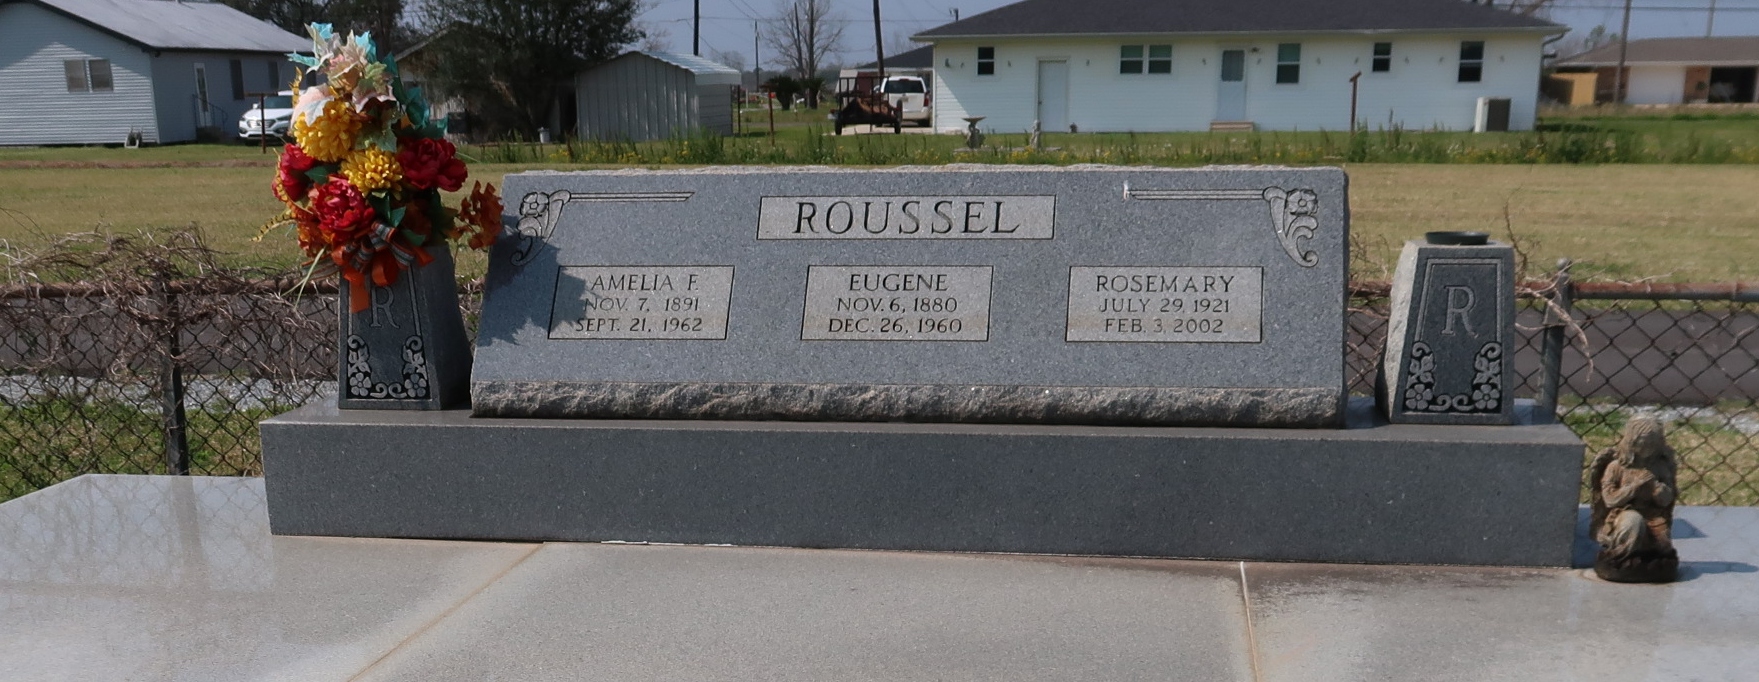 ROUSSEL
AMELIA F.
NOV. 7, 1891
SEPT. 21, 1962
EUGENE
NOV. 6, 1880
DEC. 26, 1960
ROSEMARY
JULY 29, 1921
FEB. 3, 2002
R
R